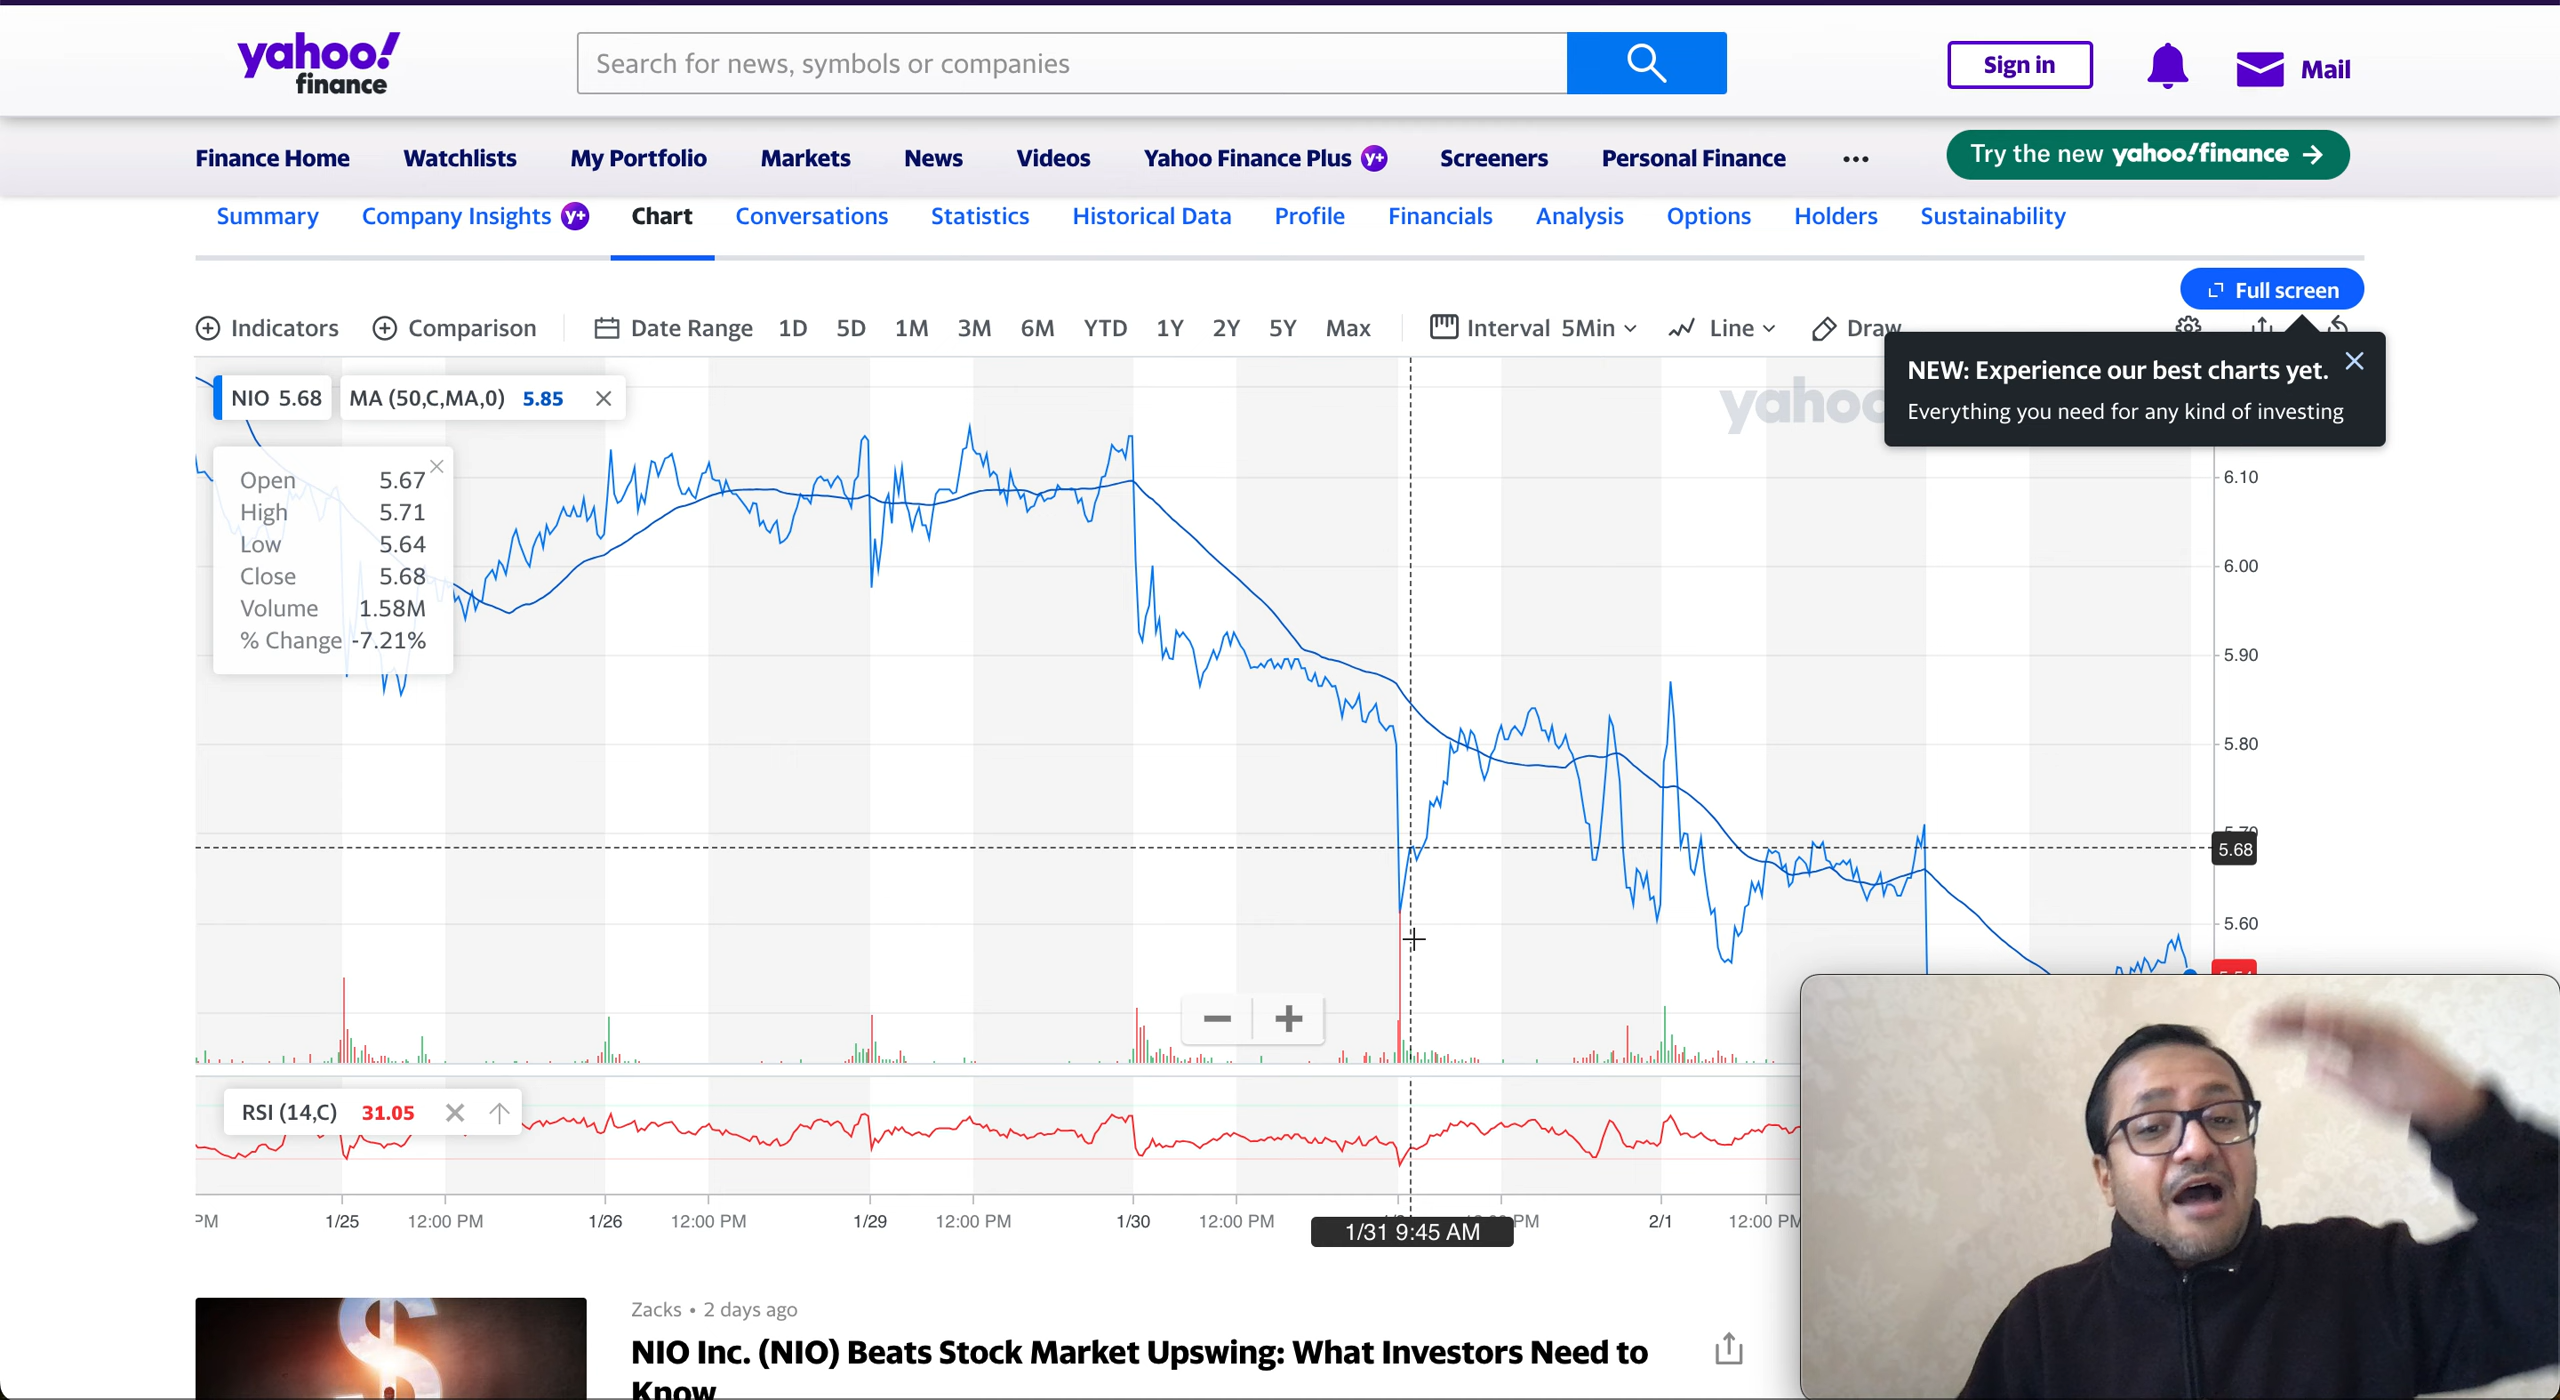 yahoo!
finance
Search for news, symbols or companies
Sign in
Mail
Finance Home Watchlists My Portfolio Markets News Videos Yahoo Finance Plus y+ Screeners Personal Finance ...
Try the new yahoo!finance →
Summary Company Insights y+ Chart Conversations Statistics Historical Data Profile Financials Analysis Options Holders Sustainability
Full screen
Indicators Comparison Date Range 1D 5D 1M 3M 6M YTD 1Y 2Y 5Y Max Interval 5Min Line Draw
NEW: Experience our best charts yet.
Everything you need for any kind of investing
NIO 5.68 MA (50,C,MA,0) 5.85
yahoo
Open 5.67
High 5.71
Low 5.64
Close 5.68
Volume 1.58M
% Change -7.21%
6.10
6.00
5.90
5.80
5.70
5.68
5.60
RSI (14,C) 31.05
PM 1/25 12:00 PM 1/26 12:00 PM 1/29 12:00 PM 1/30 12:00 PM PM 2/1 12:00 PM
1/31 9:45 AM
Zacks • 2 days ago
NIO Inc. (NIO) Beats Stock Market Upswing: What Investors Need to
Know